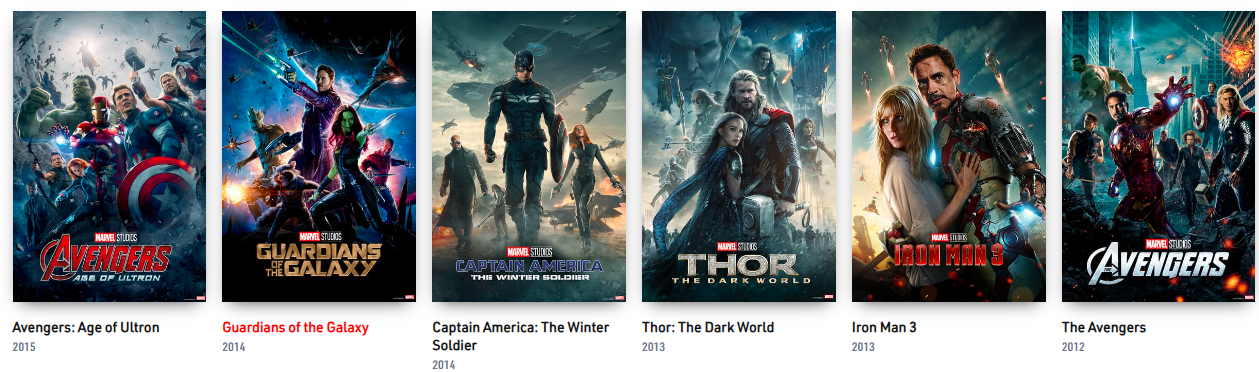 MARVEL STUDIOS
AVENGERS
AGE OF ULTRON
MARVEL STUDIOS
GUARDIANS
OF THE GALAXY
MARVEL STUDIOS
CAPTAIN AMERICA
THE WINTER SOLDIER
MARVEL STUDIOS
THOR
THE DARK WORLD
MARVEL STUDIOS
IRON MAN 3
MARVEL STUDIOS
AVENGERS
Avengers: Age of Ultron
2015
Guardians of the Galaxy
2014
Captain America: The Winter
Soldier
2014
Thor: The Dark World
2013
Iron Man 3
2013
The Avengers
2012